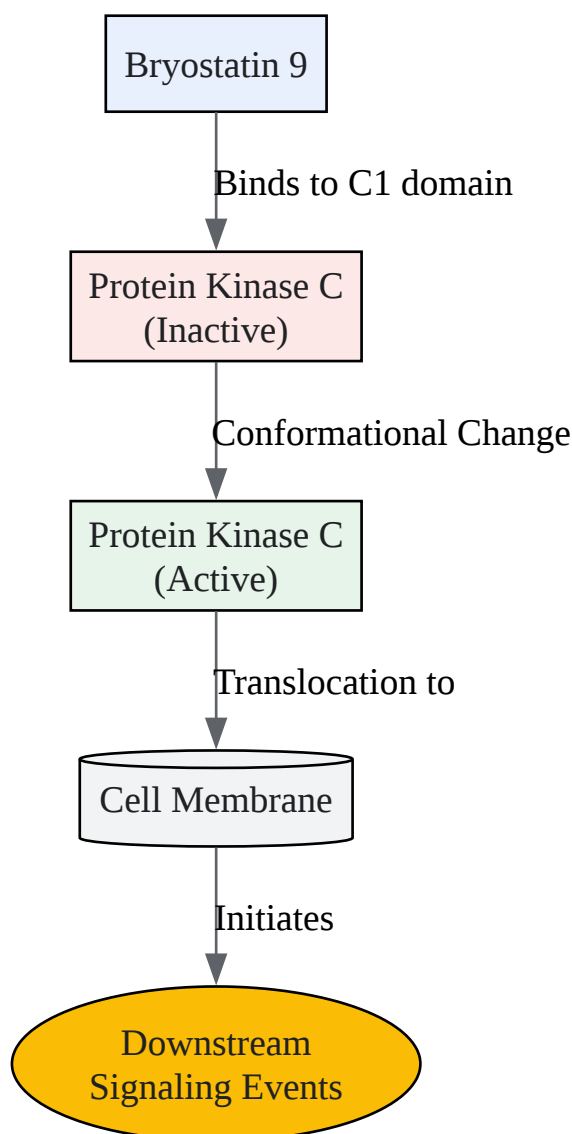 Bryostatin 9
Binds to C1 domain
Protein Kinase C
(Inactive)
Conformational Change
Protein Kinase C
(Active)
Translocation to
Cell Membrane
Initiates
Downstream
Signaling Events